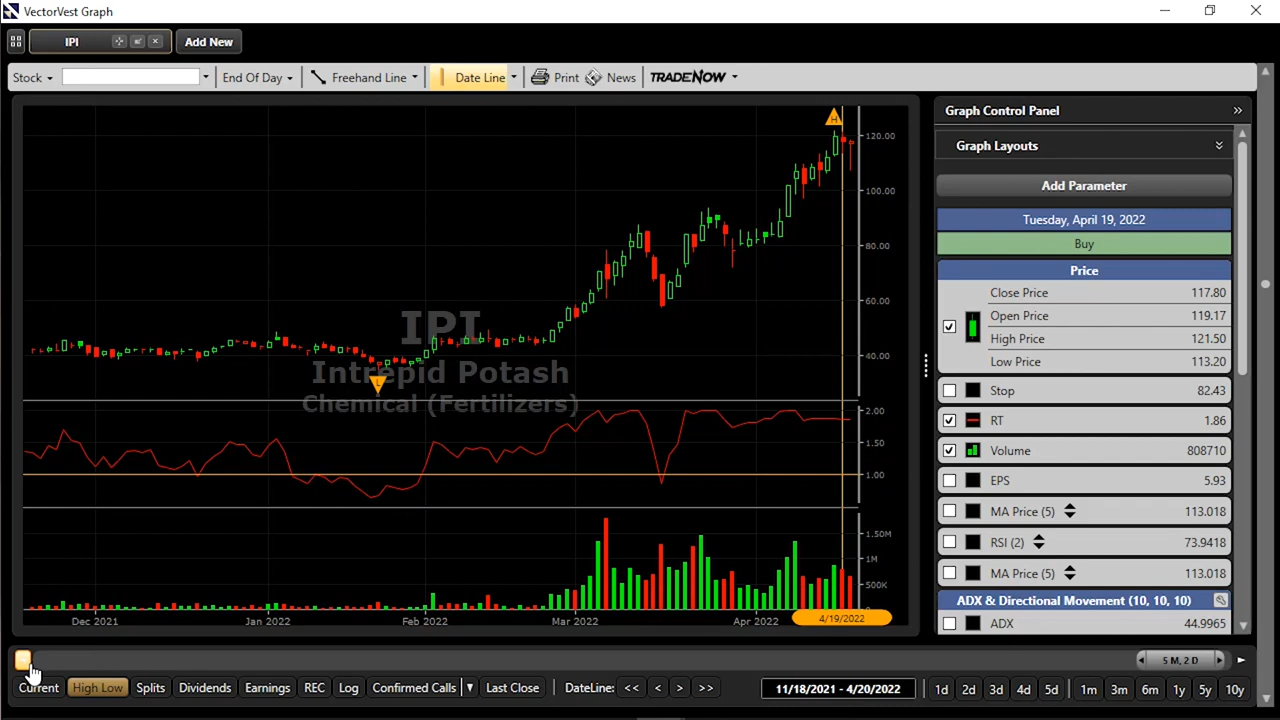 VectorVest Graph
IPI
Add New
Stock
End Of Day
Freehand Line
Date Line
Print
News
TRADENOW
H
120.00
100.00
80.00
60.00
40.00
L
IPI
Intrepid Potash
Chemical (Fertilizers)
2.00
1.50
1.00
1.50M
1M
500K
0
Dec 2021
Jan 2022
Feb 2022
Mar 2022
Apr 2022
4/19/2022
Graph Control Panel
Graph Layouts
Add Parameter
Tuesday, April 19, 2022
Buy
Price
Close Price 117.80
Open Price 119.17
High Price 121.50
Low Price 113.20
Stop 82.43
RT 1.86
Volume 808710
EPS 5.93
MA Price (5) 113.018
RSI (2) 73.9418
MA Price (5) 113.018
ADX & Directional Movement (10, 10, 10)
ADX 44.9965
5 M, 2 D
Current High Low Splits Dividends Earnings REC Log Confirmed Calls Last Close DateLine: << < > >> 11/18/2021 - 4/20/2022 1d 2d 3d 4d 5d 1m 3m 6m 1y 5y 10y